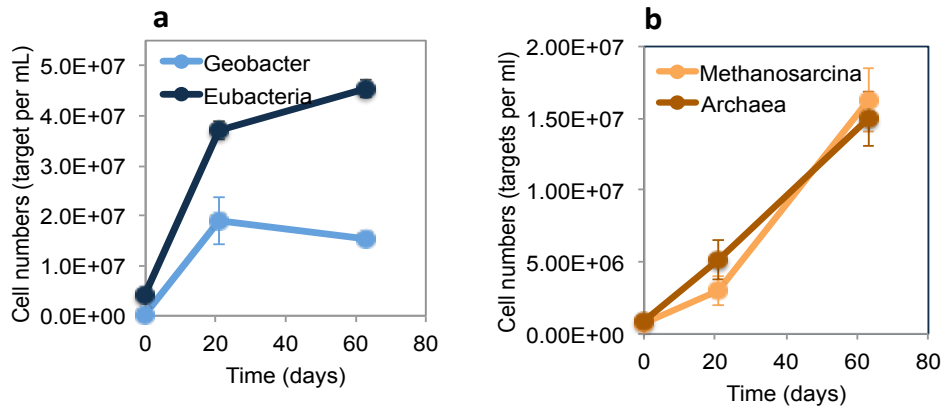 a
Cell numbers (target per mL)
5.0E+07
4.0E+07
3.0E+07
2.0E+07
1.0E+07
0.0E+00
Geobacter
Eubacteria
0
20
40
60
80
Time (days)
b
Cell numbers (targets per ml)
2.00E+07
1.50E+07
1.00E+07
5.00E+06
0.00E+00
Methanosarcina
Archaea
0
20
40
60
80
Time (days)